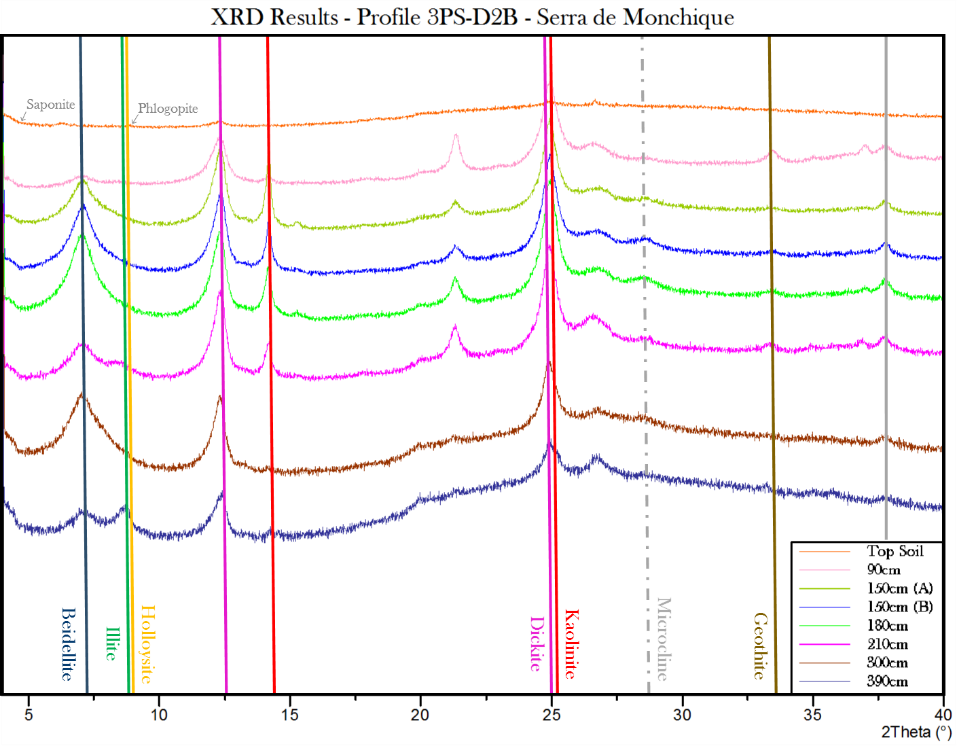 XRD Results - Profile 3PS-D2B - Serra de Monchique
Saponite
Phlogopite
Beidellite
Illite
Holloysite
Dickite
Kaolinite
Microcline
Geothite
Top Soil
90cm
150cm (A)
150cm (B)
180cm
210cm
300cm
390cm
5 10 15 20 25 30 35 40
2Theta (°)